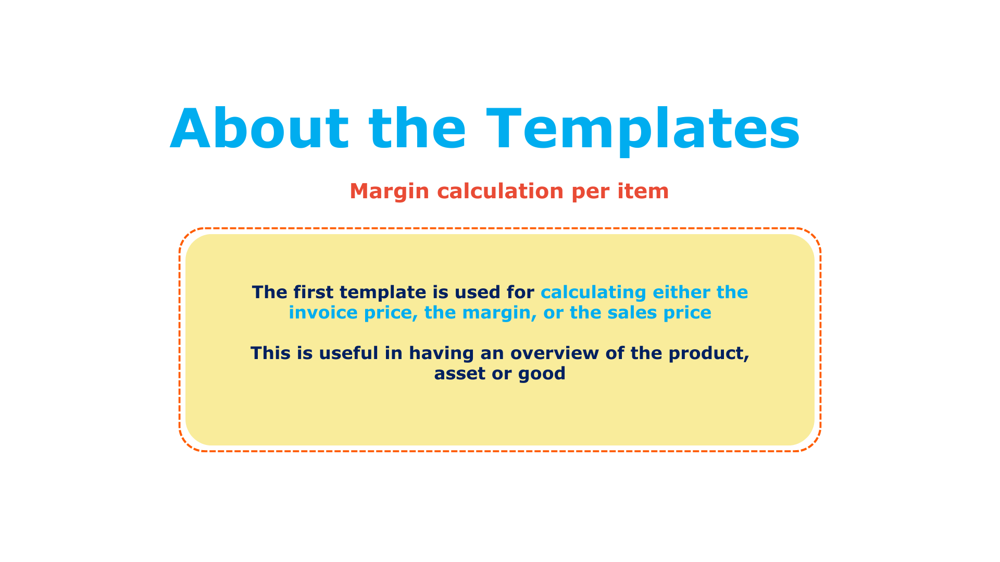 About the Templates
Margin calculation per item
The first template is used for calculating either the
invoice price, the margin, or the sales price
This is useful in having an overview of the product,
asset or good